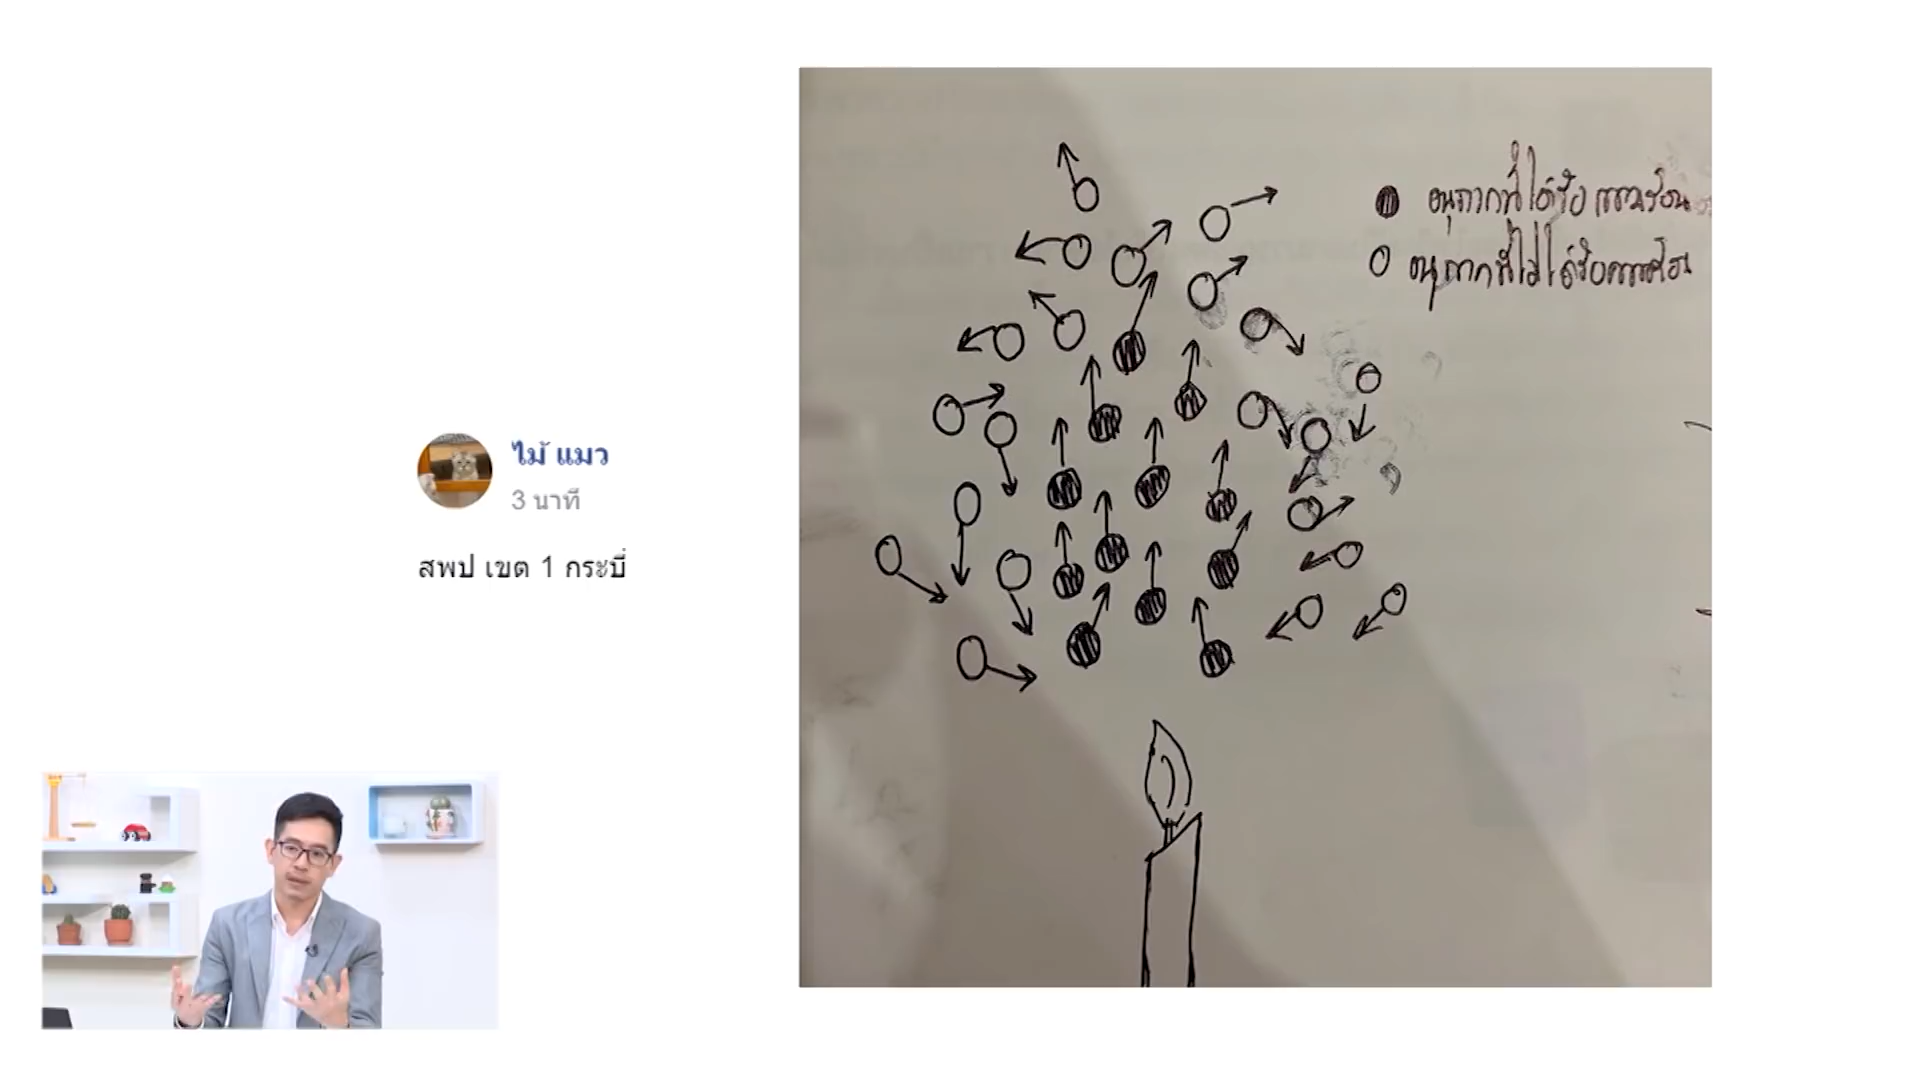 ไม้ แมว
3 นาที
สพป เขต 1 กระบี่
อนุภาคที่ได้รับความร้อน
อนุภาคที่ไม่ได้รับความร้อน